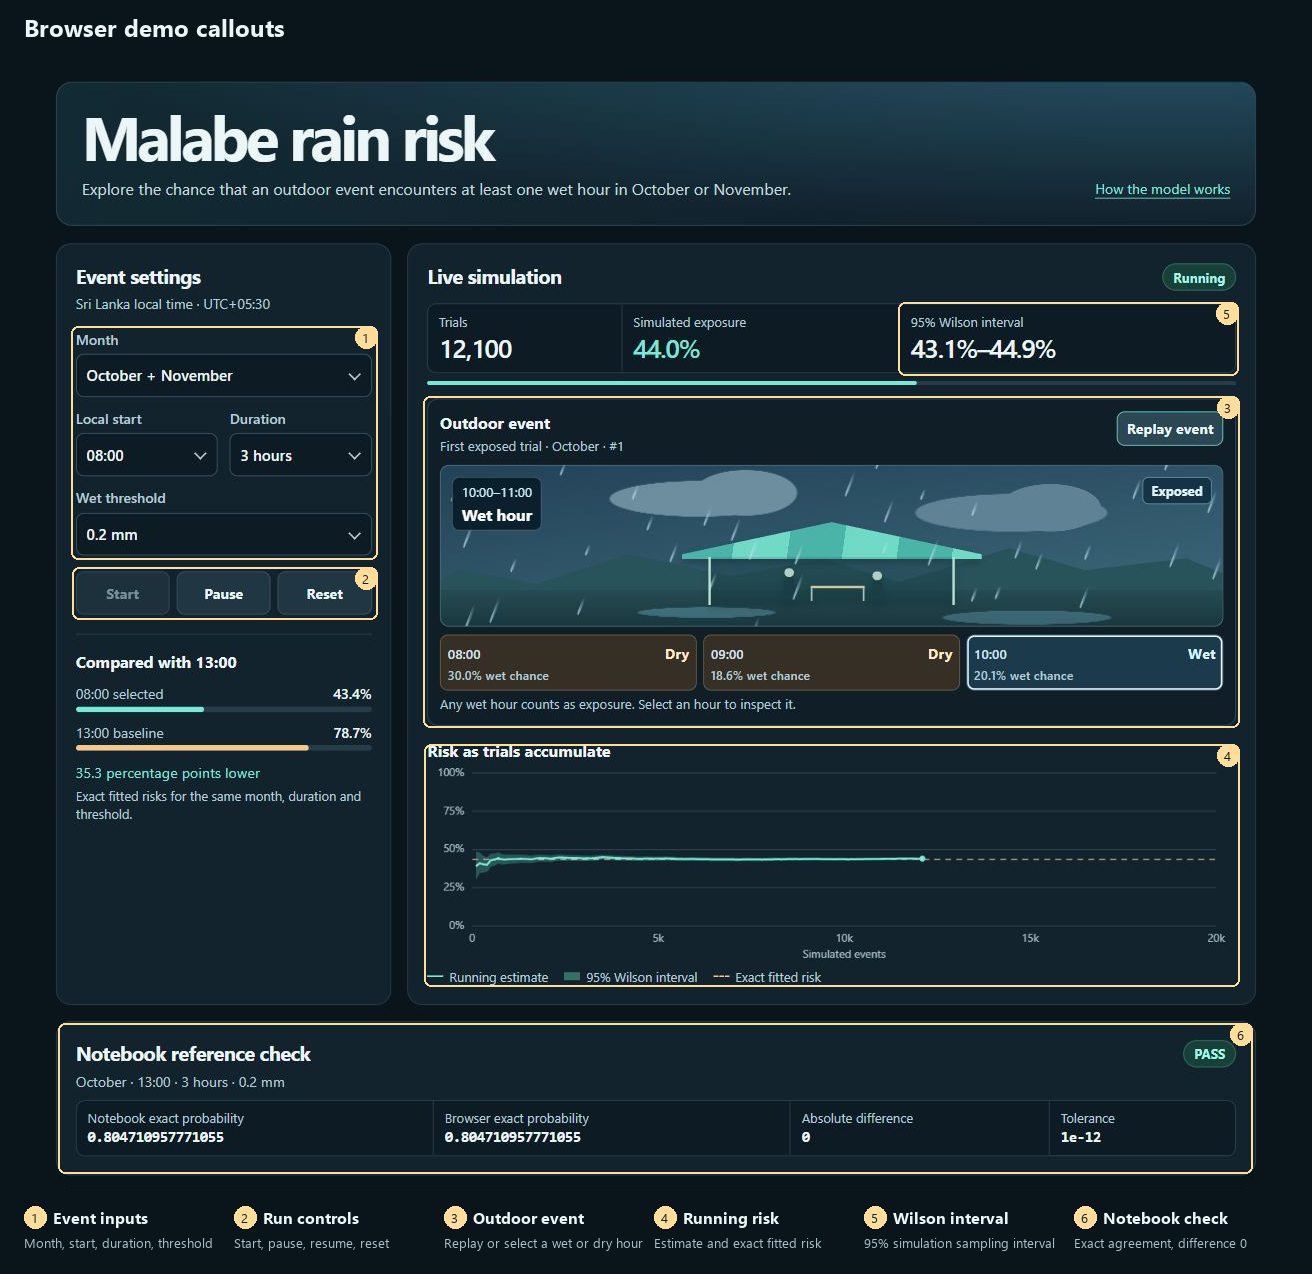 Browser demo callouts
Malabe rain risk
Explore the chance that an outdoor event encounters at least one wet hour in October or November.
How the model works
Event settings
Sri Lanka local time · UTC+05:30
1
Month
October + November
Local start
Duration
08:00
3 hours
Wet threshold
0.2 mm
2
Start
Pause
Reset
Compared with 13:00
08:00 selected
43.4%
13:00 baseline
78.7%
35.3 percentage points lower
Exact fitted risks for the same month, duration and
threshold.
Live simulation
Running
Trials
12,100
Simulated exposure
44.0%
5
95% Wilson interval
43.1%–44.9%
3
Outdoor event
First exposed trial · October · #1
Replay event
10:00–11:00
Wet hour
Exposed
08:00
Dry
30.0% wet chance
09:00
Dry
18.6% wet chance
10:00
Wet
20.1% wet chance
Any wet hour counts as exposure. Select an hour to inspect it.
4
Risk as trials accumulate
100%
75%
50%
25%
0%
0
5k
10k
15k
20k
Simulated events
Running estimate
95% Wilson interval
Exact fitted risk
6
Notebook reference check
PASS
October · 13:00 · 3 hours · 0.2 mm
Notebook exact probability
0.804710957771055
Browser exact probability
0.804710957771055
Absolute difference
0
Tolerance
1e-12
1 Event inputs
Month, start, duration, threshold
2 Run controls
Start, pause, resume, reset
3 Outdoor event
Replay or select a wet or dry hour
4 Running risk
Estimate and exact fitted risk
5 Wilson interval
95% simulation sampling interval
6 Notebook check
Exact agreement, difference 0